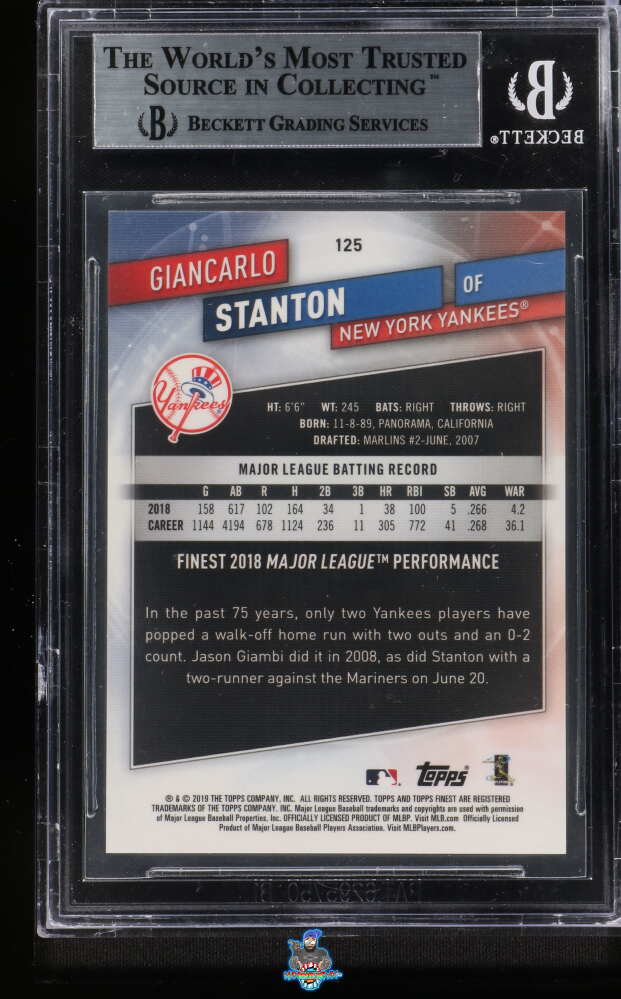 THE WORLD'S MOST TRUSTED
SOURCE IN COLLECTING™
B BECKETT GRADING SERVICES
B
BECKETT®
125
GIANCARLO
STANTON
OF
NEW YORK YANKEES®
Yankees
HT: 6'6" WT: 245 BATS: RIGHT THROWS: RIGHT
BORN: 11-8-89, PANORAMA, CALIFORNIA
DRAFTED: MARLINS #2-JUNE, 2007
MAJOR LEAGUE BATTING RECORD
G AB R H 2B 3B HR RBI SB AVG WAR
2018 158 617 102 164 34 1 38 100 5 .266 4.2
CAREER 1144 4194 678 1124 236 11 305 772 41 .268 36.1
FINEST 2018 MAJOR LEAGUE™ PERFORMANCE
In the past 75 years, only two Yankees players have
popped a walk-off home run with two outs and an 0-2
count. Jason Giambi did it in 2008, as did Stanton with a
two-runner against the Mariners on June 20.
topps
® & © 2019 THE TOPPS COMPANY, INC. ALL RIGHTS RESERVED. TOPPS AND TOPPS FINEST ARE REGISTERED
TRADEMARKS OF THE TOPPS COMPANY, INC. Major League Baseball trademarks and copyrights are used with permission
of Major League Baseball Properties, Inc. OFFICIALLY LICENSED PRODUCT OF MLBP. Visit MLB.com Officially Licensed
Product of Major League Baseball Players Association. Visit MLBPlayers.com.